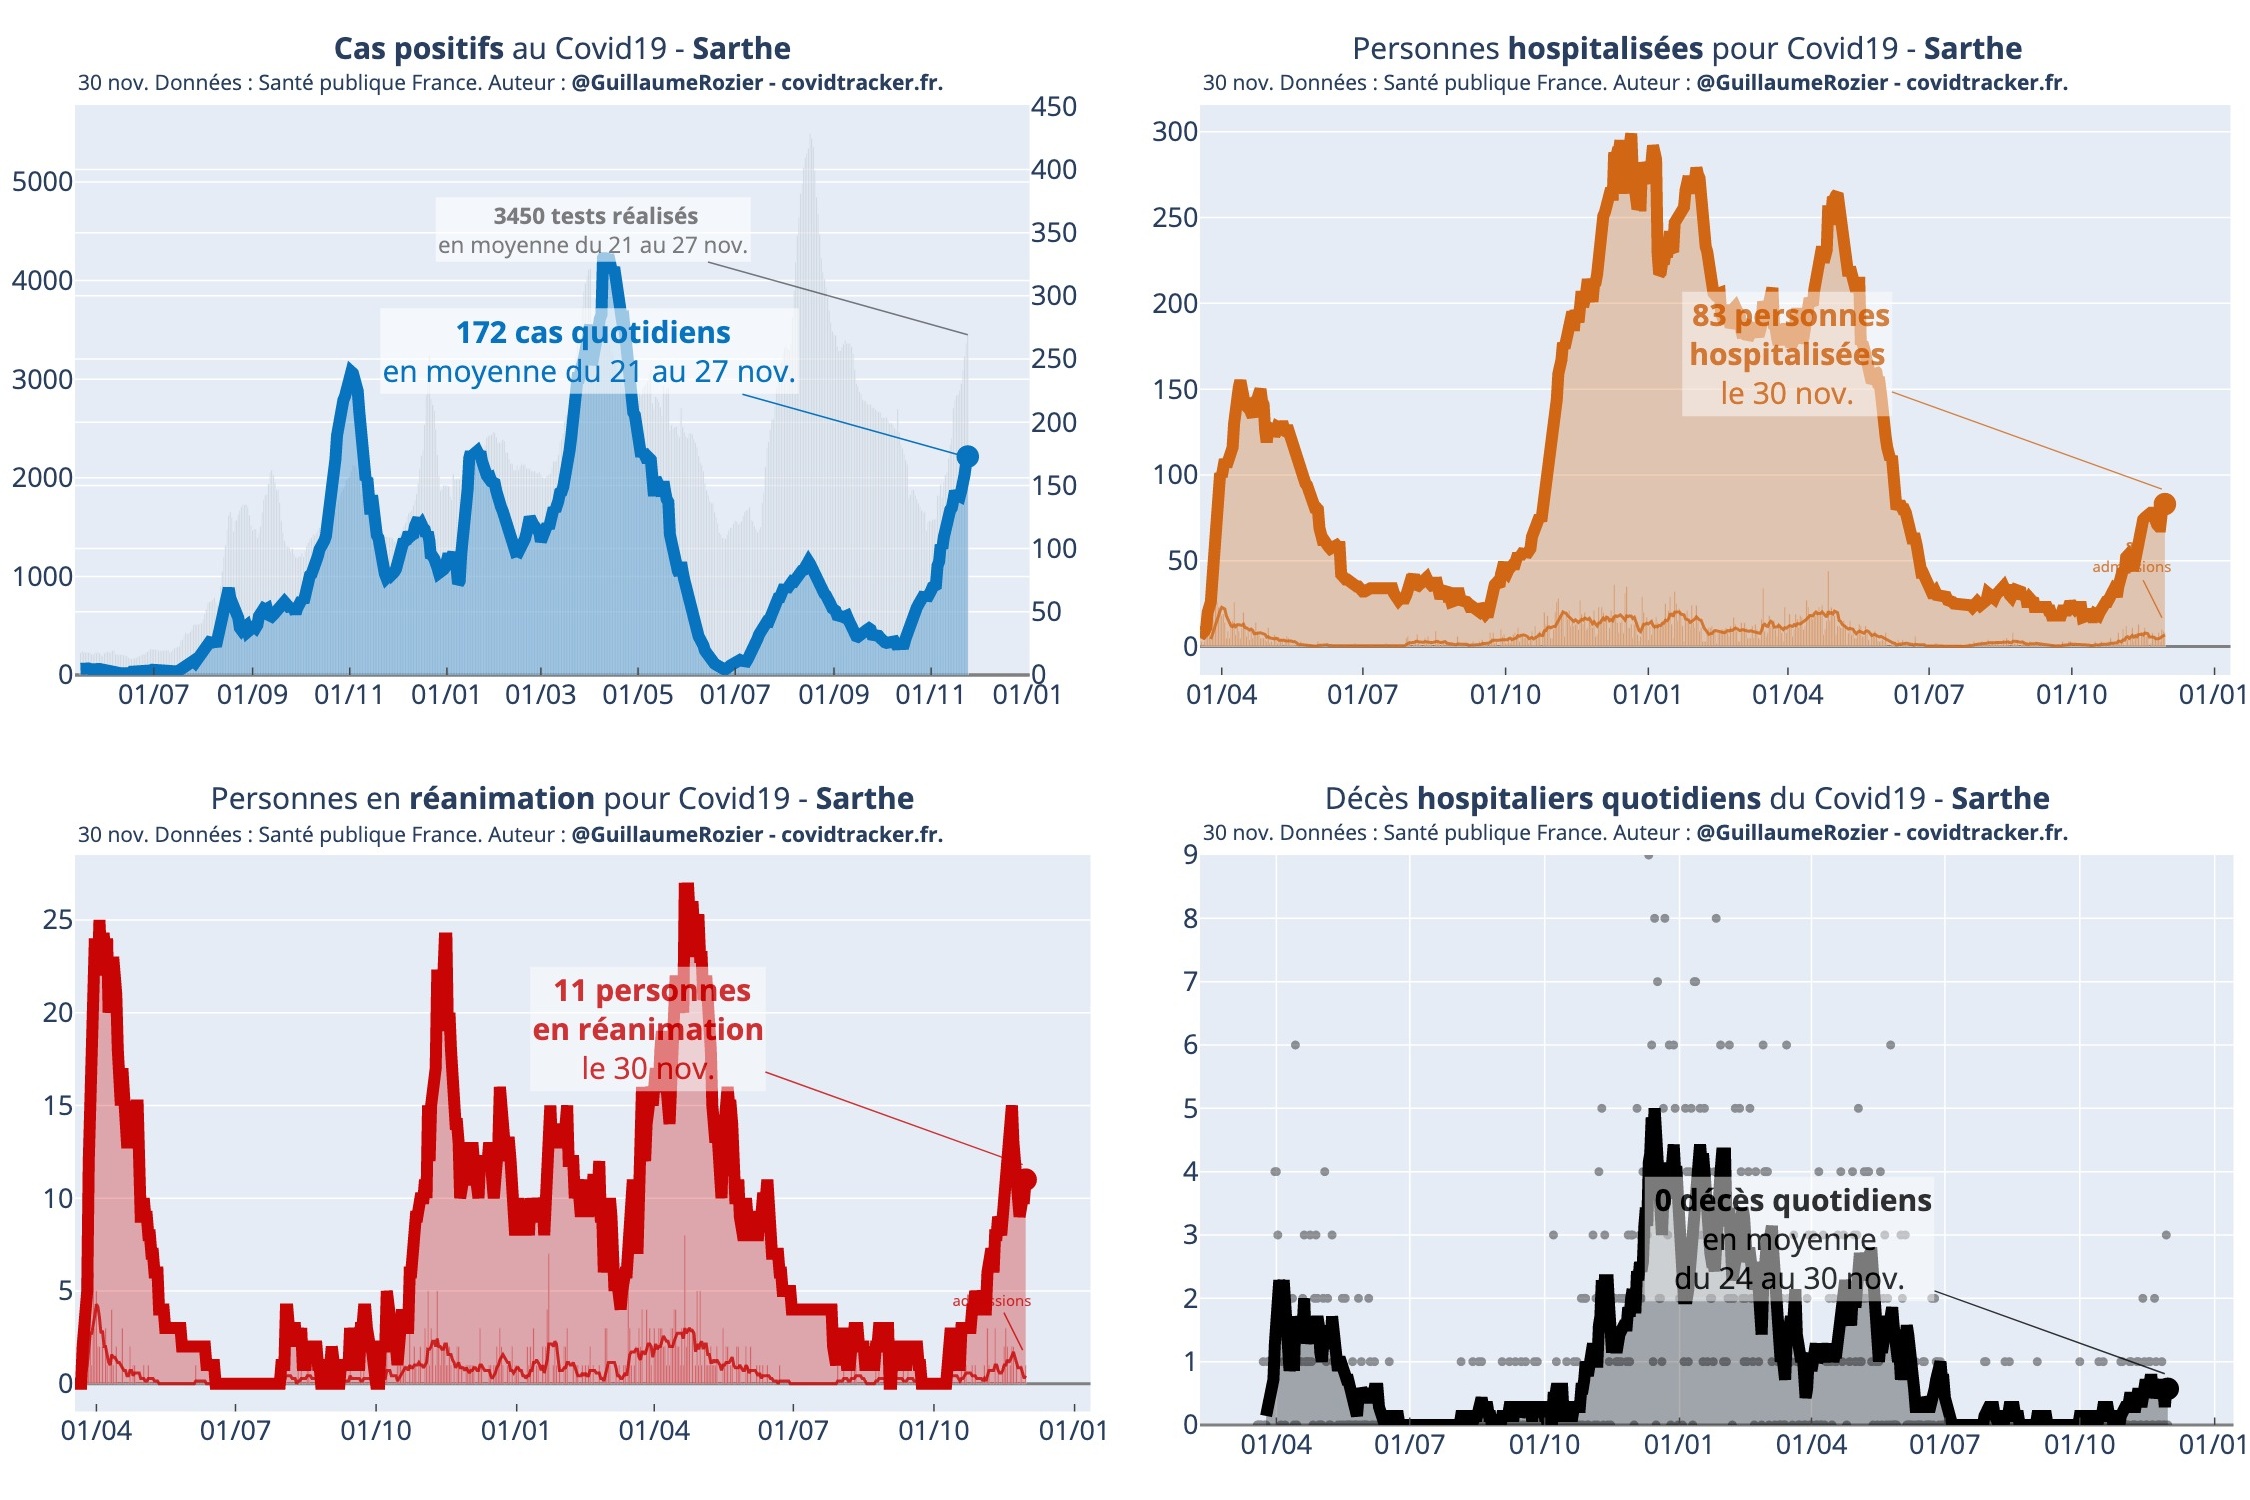 Cas positifs au Covid19 - Sarthe
30 nov. Données : Santé publique France. Auteur : @GuillaumeRozier - covidtracker.fr.
450
400
350
300
250
200
150
100
50
0
5000
4000
3000
2000
1000
0
3450 tests réalisés
en moyenne du 21 au 27 nov.
172 cas quotidiens
en moyenne du 21 au 27 nov.
01/07 01/09 01/11 01/01 01/03 01/05 01/07 01/09 01/11 01/01
Personnes hospitalisées pour Covid19 - Sarthe
30 nov. Données : Santé publique France. Auteur : @GuillaumeRozier - covidtracker.fr.
300
250
200
150
100
50
0
83 personnes
hospitalisées
le 30 nov.
admissions
01/04 01/07 01/10 01/01 01/04 01/07 01/10 01/01
Personnes en réanimation pour Covid19 - Sarthe
30 nov. Données : Santé publique France. Auteur : @GuillaumeRozier - covidtracker.fr.
25
20
15
10
5
0
11 personnes
en réanimation
le 30 nov.
admissions
01/04 01/07 01/10 01/01 01/04 01/07 01/10 01/01
Décès hospitaliers quotidiens du Covid19 - Sarthe
30 nov. Données : Santé publique France. Auteur : @GuillaumeRozier - covidtracker.fr.
9
8
7
6
5
4
3
2
1
0
0 décès quotidiens
en moyenne
du 24 au 30 nov.
01/04 01/07 01/10 01/01 01/04 01/07 01/10 01/01